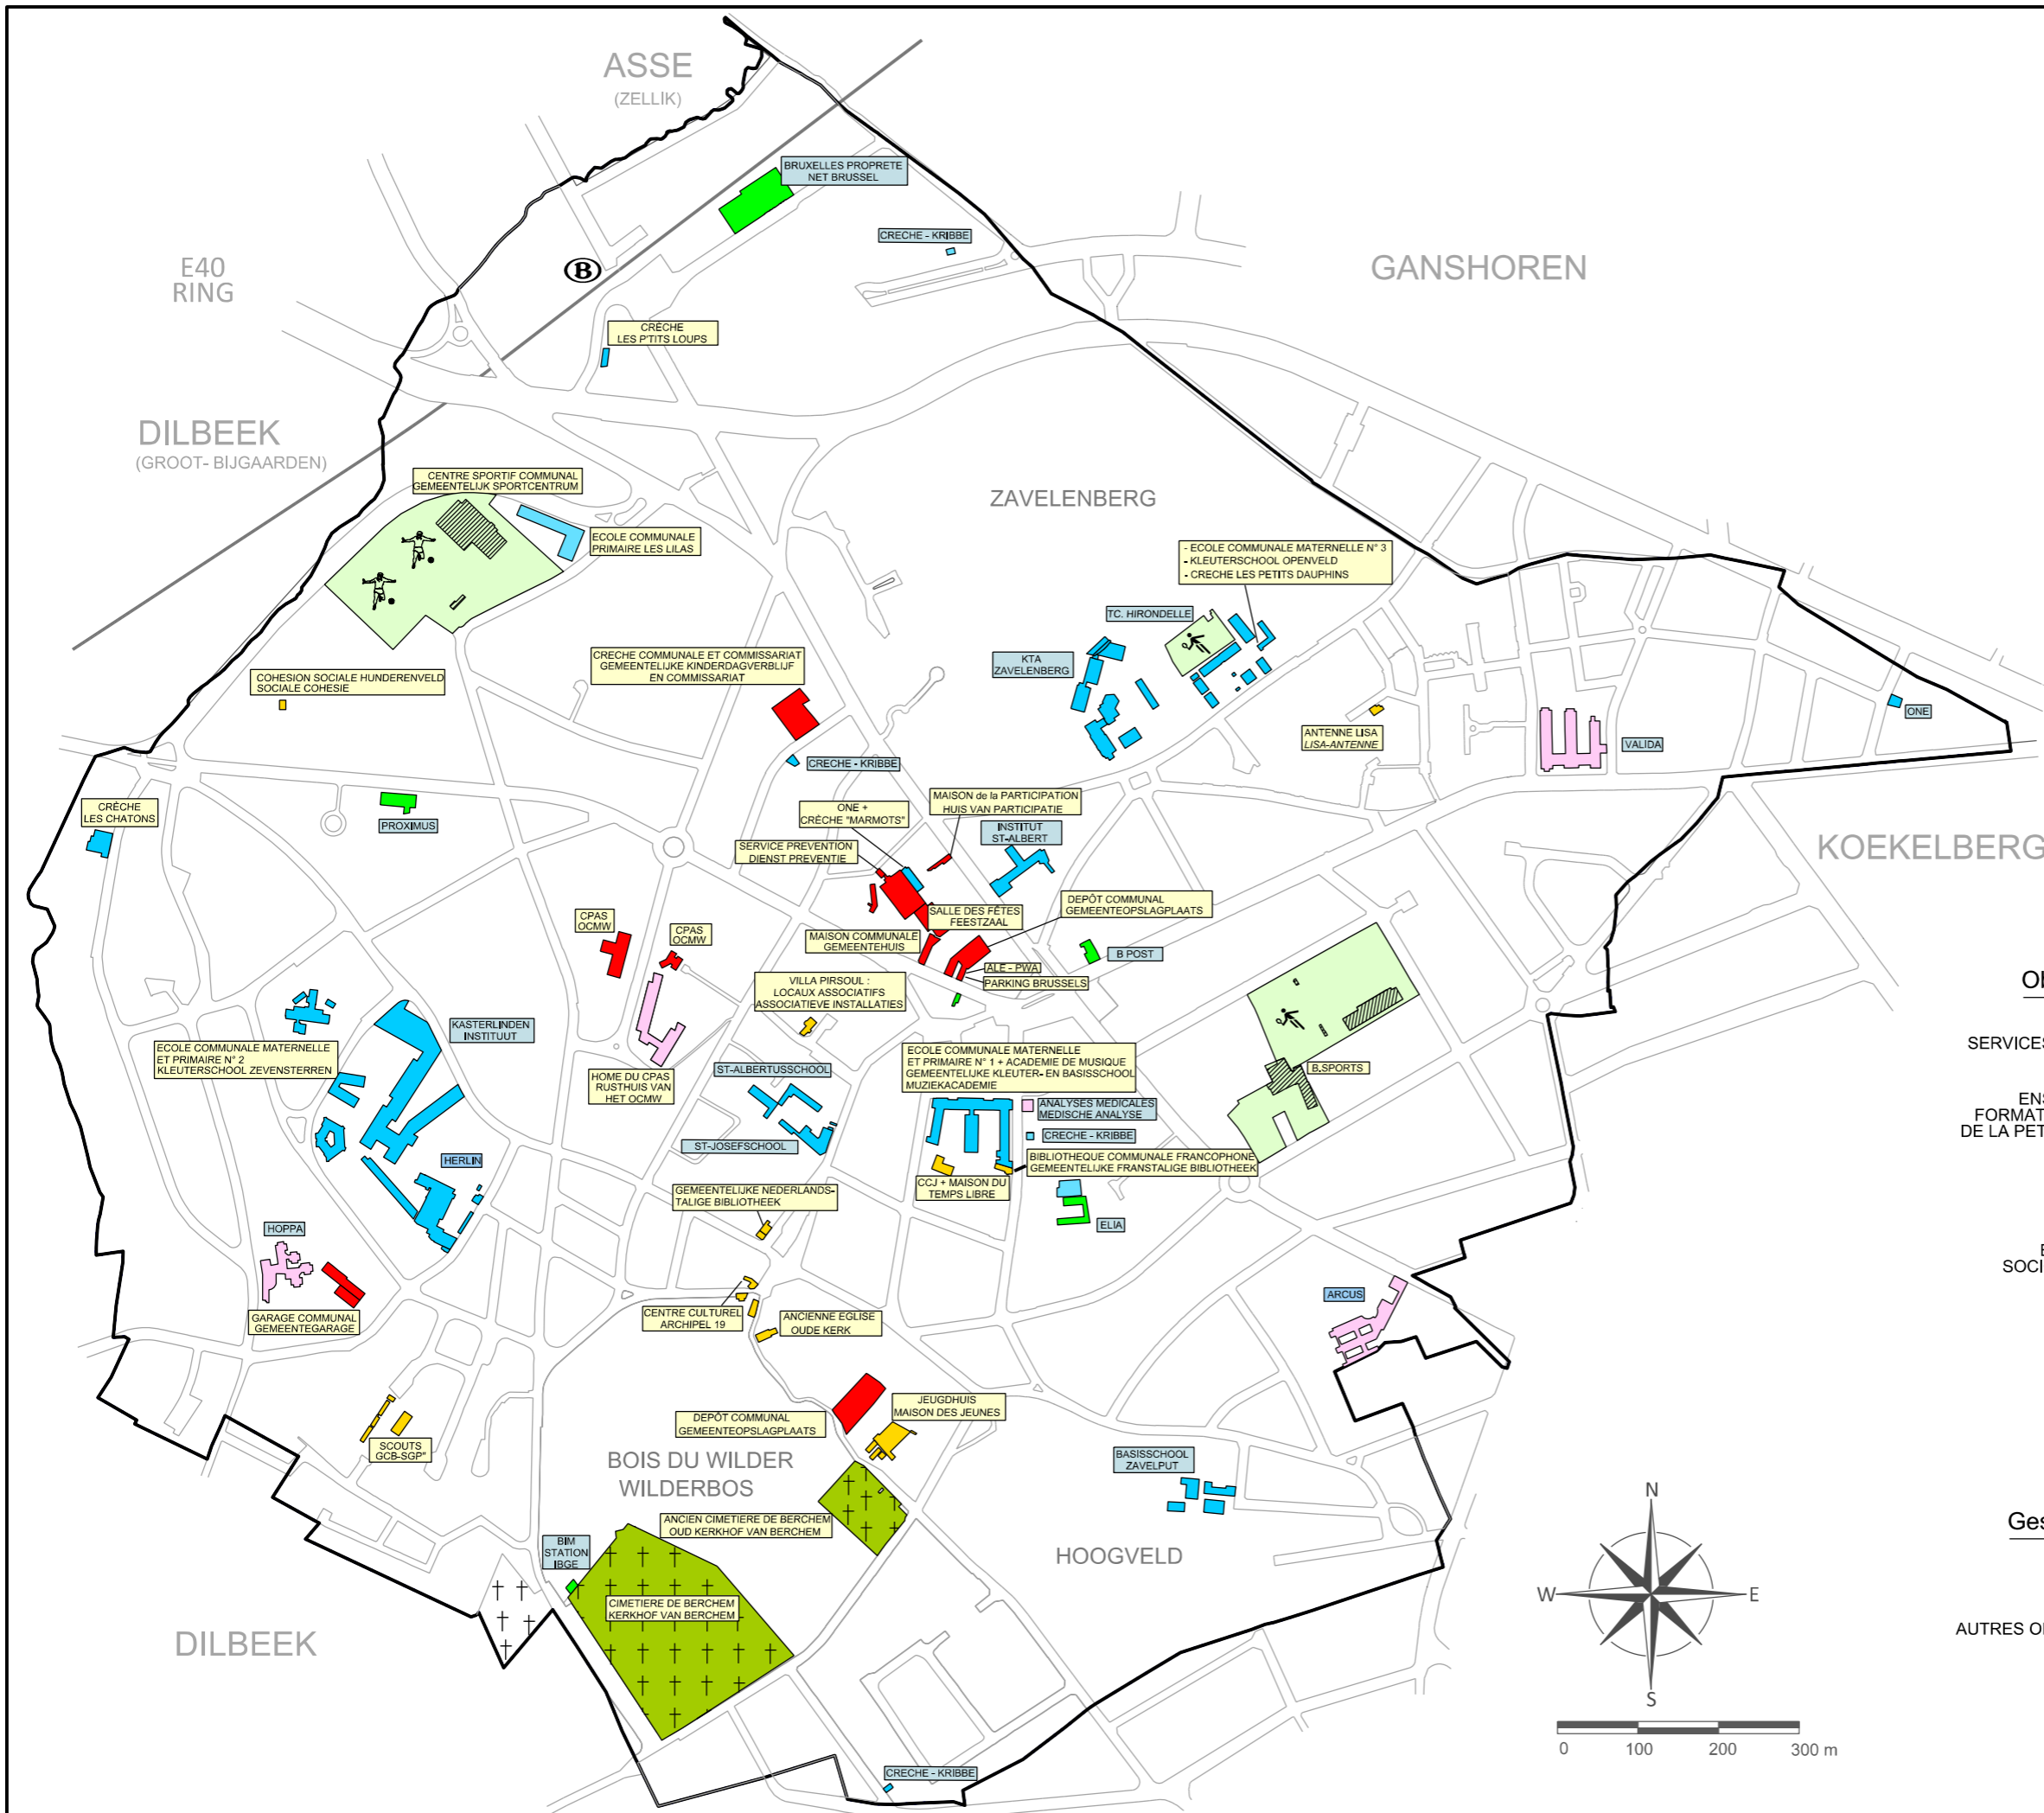 ASSE
(ZELLIK)
BRUXELLES PROPRETE
NET BRUSSEL
CRECHE - KRIBBE
E40
RING
B
GANSHOREN
CRÈCHE
LES P'TITS LOUPS
DILBEEK
(GROOT- BIJGAARDEN)
CENTRE SPORTIF COMMUNAL
GEMEENTELIJK SPORTCENTRUM
ZAVELENBERG
ECOLE COMMUNALE
PRIMAIRE LES LILAS
- ECOLE COMMUNALE MATERNELLE N° 3
- KLEUTERSCHOOL OPENVELD
- CRECHE LES PETITS DAUPHINS
TC. HIRONDELLE
CRECHE COMMUNALE ET COMMISSARIAT
GEMEENTELIJKE KINDERDAGVERBLIJF
EN COMMISSARIAT
KTA
ZAVELENBERG
COHESION SOCIALE HUNDERENVELD
SOCIALE COHESIE
ONE
ANTENNE LISA
LISA-ANTENNE
VALIDA
CRECHE - KRIBBE
CRÈCHE
LES CHATONS
PROXIMUS
ONE +
CRÈCHE "MARMOTS"
MAISON de la PARTICIPATION
HUIS VAN PARTICIPATIE
INSTITUT
ST-ALBERT
SERVICE PREVENTION
DIENST PREVENTIE
KOEKELBERG
CPAS
OCMW
CPAS
OCMW
SALLE DES FÊTES
FEESTZAAL
DEPÔT COMMUNAL
GEMEENTEOPSLAGPLAATS
MAISON COMMUNALE
GEMEENTEHUIS
B POST
ALE - PWA
PARKING BRUSSELS
VILLA PIRSOUL :
LOCAUX ASSOCIATIFS
ASSOCIATIEVE INSTALLATIES
KASTERLINDEN
INSTITUUT
ECOLE COMMUNALE MATERNELLE
ET PRIMAIRE N° 2
KLEUTERSCHOOL ZEVENSTERREN
ECOLE COMMUNALE MATERNELLE
ET PRIMAIRE N° 1 + ACADEMIE DE MUSIQUE
GEMEENTELIJKE KLEUTER- EN BASISSCHOOL
MUZIEKACADEMIE
SERVICES
HOME DU CPAS
RUSTHUIS VAN
HET OCMW
ST-ALBERTUSSCHOOL
B.SPORTS
ANALYSES MEDICALES
MEDISCHE ANALYSE
FORMAT
DE LA PET
CRECHE - KRIBBE
ST-JOSEFSCHOOL
HERLIN
BIBLIOTHEQUE COMMUNALE FRANCOPHONE
GEMEENTELIJKE FRANSTALIGE BIBLIOTHEEK
CCJ + MAISON DU
TEMPS LIBRE
GEMEENTELIJKE NEDERLANDS-
TALIGE BIBLIOTHEEK
HOPPA
ELIA
SOCI
ARCUS
GARAGE COMMUNAL
GEMEENTEGARAGE
CENTRE CULTUREL
ARCHIPEL 19
ANCIENNE EGLISE
OUDE KERK
JEUGDHUIS
MAISON DES JEUNES
DEPÔT COMMUNAL
GEMEENTEOPSLAGPLAATS
SCOUTS
GCB-SGP"
BOIS DU WILDER
WILDERBOS
BASISSCHOOL
ZAVELPUT
ANCIEN CIMETIERE DE BERCHEM
OUD KERKHOF VAN BERCHEM
BIM
STATION
IBGE
HOOGVELD
Ges
N
W
E
S
CIMETIERE DE BERCHEM
KERKHOF VAN BERCHEM
DILBEEK
AUTRES O
0 100 200 300 m
CRECHE - KRIBBE